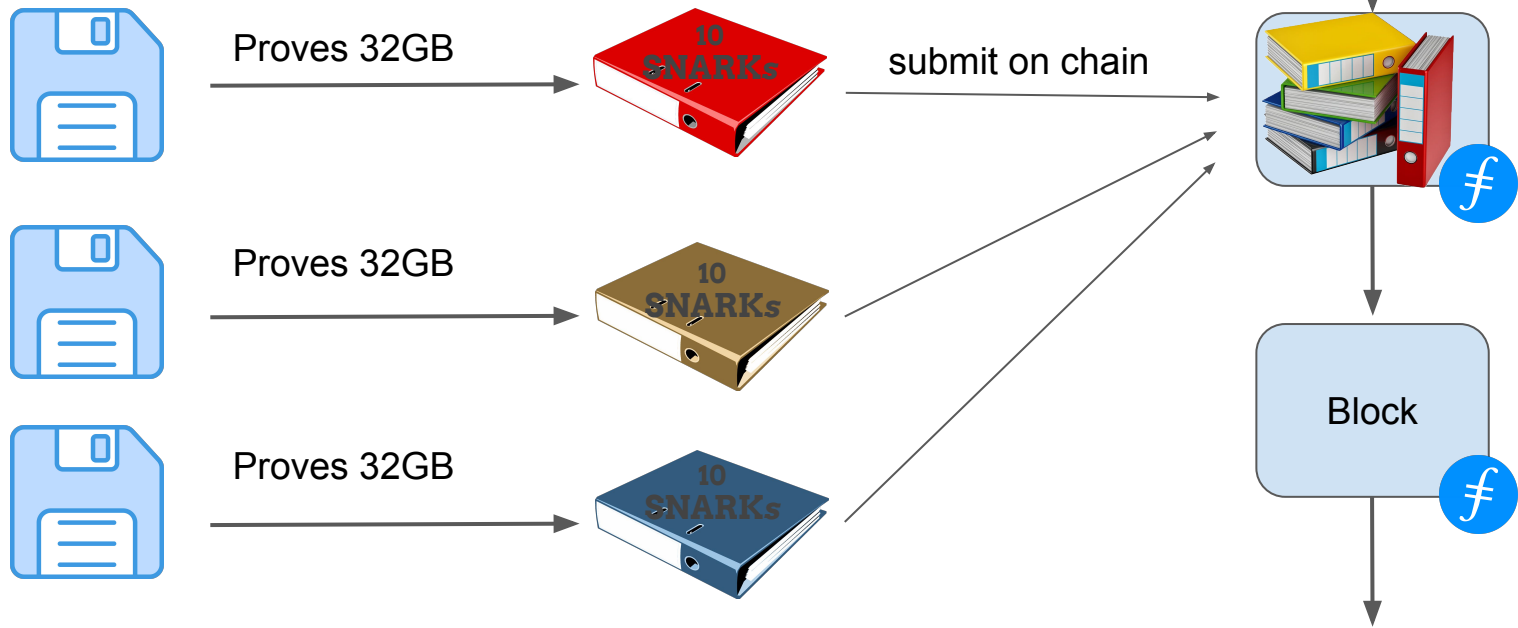 Proves 32GB
10
SNARKs
submit on chain
Proves 32GB
10
SNARKs
Block
Proves 32GB
10
SNARKs